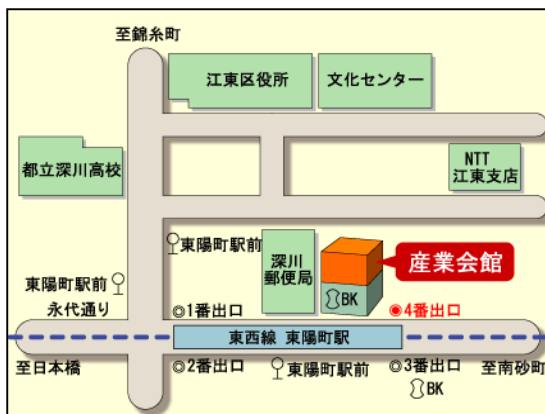 至錦糸町
江東区役所
文化センター
都立深川高校
NTT
江東支店
東陽町駅前
深川
郵便局
産業会館
東陽町駅前
BK
永代通り
◎1番出口
◉4番出口
東西線 東陽町駅
至日本橋
◎2番出口
東陽町駅前
◎3番出口
至南砂町
BK